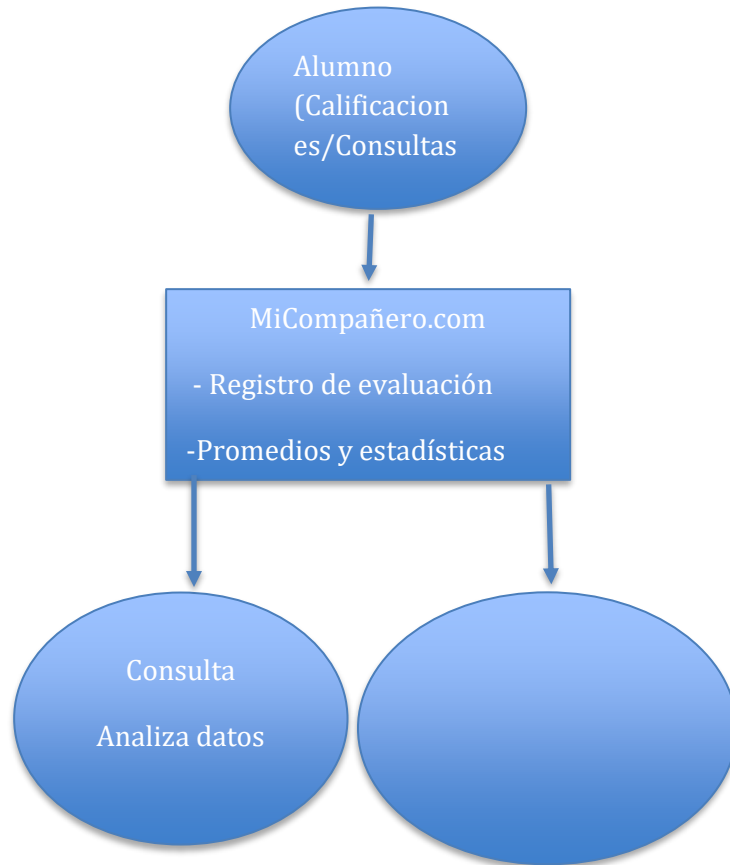 Alumno
(Calificacion
es/Consultas
MiCompañero.com
- Registro de evaluación
-Promedios y estadísticas
Consulta
Analiza datos